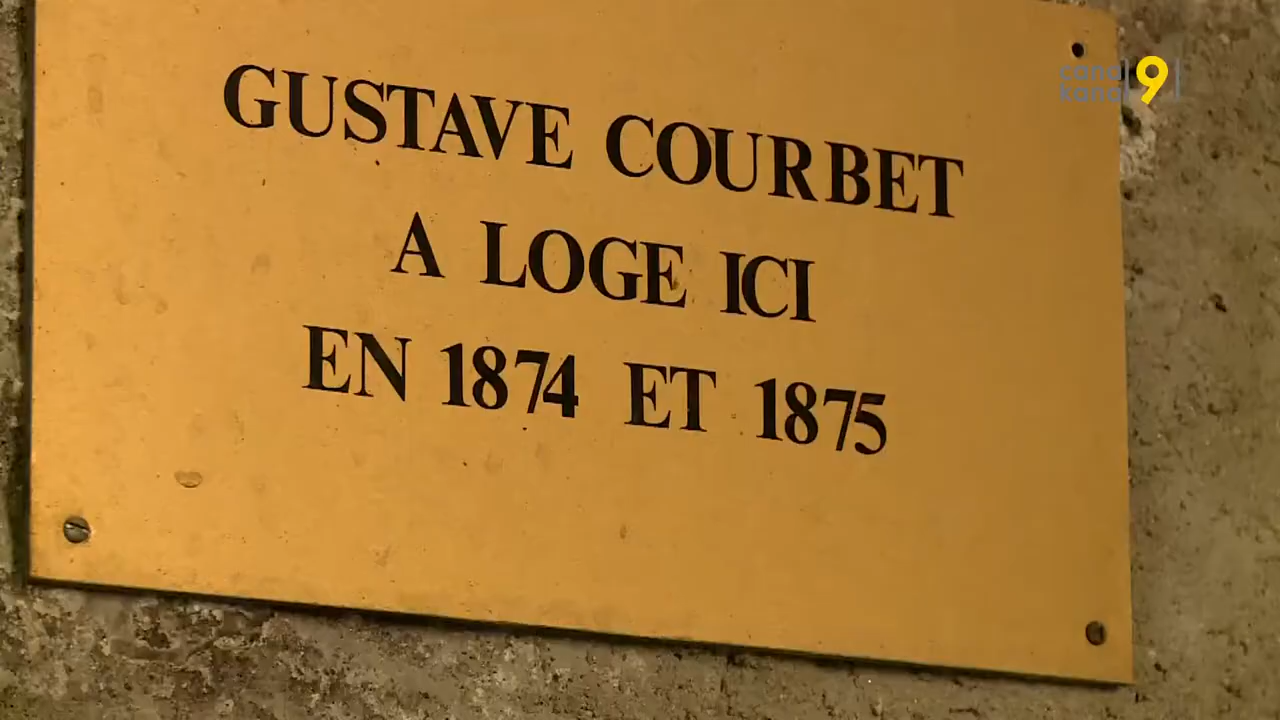 GUSTAVE COURBET
A LOGE ICI
EN 1874 ET 1875
canal 9
kanal